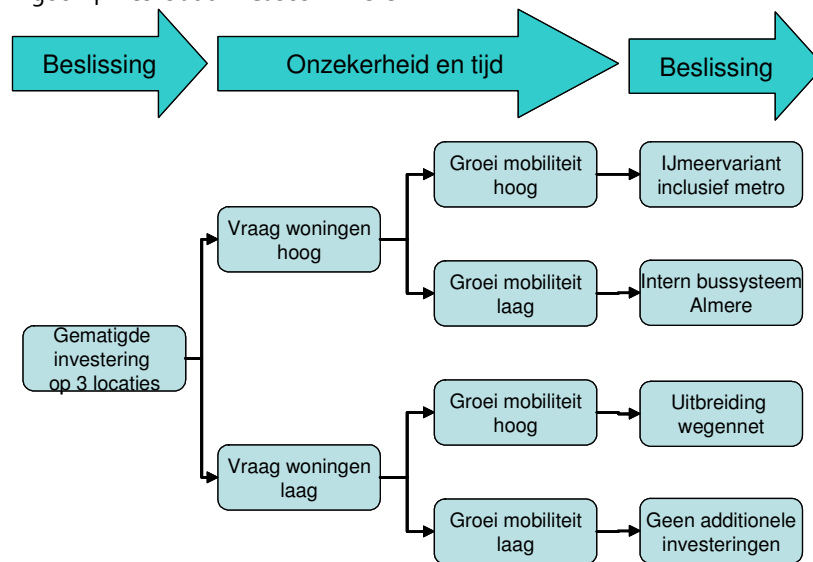 Beslissing
Onzekerheid en tijd
Beslissing
Groei mobiliteit
hoog
IJmeervariant
inclusief metro
Vraag woningen
hoog
Groei mobiliteit
laag
Intern bussysteem
Almere
Gematigde
investering
op 3 locaties
Groei mobiliteit
hoog
Uitbreiding
wegennet
Vraag woningen
laag
Groei mobiliteit
laag
Geen additionele
investeringen